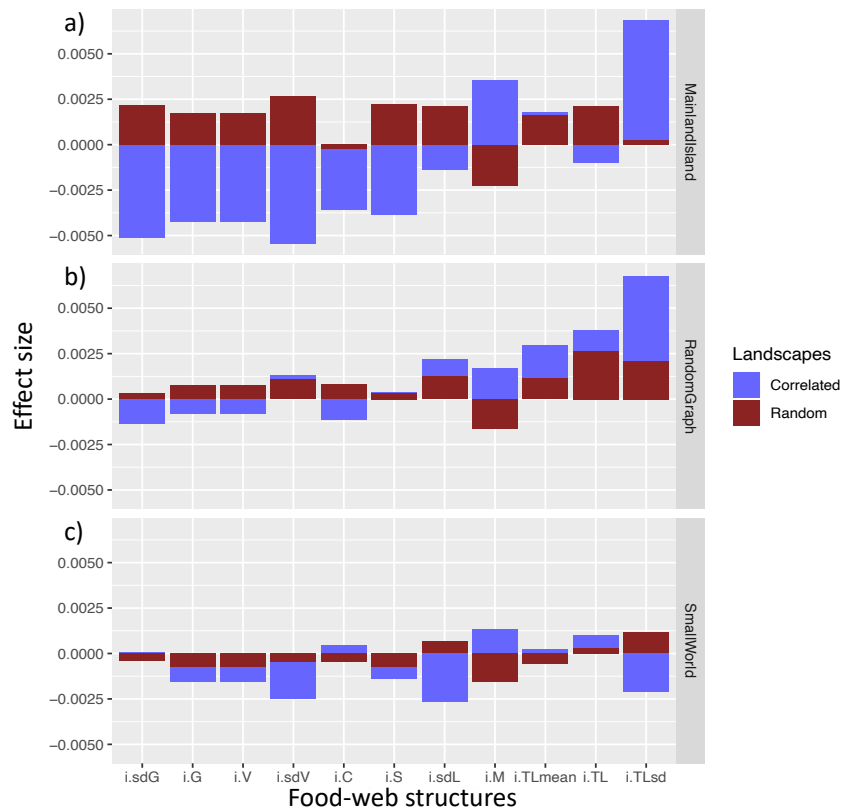 a)
0.0050
0.0025
0.0000
−0.0025
−0.0050
MainlandIsland
b)
0.0050
0.0025
0.0000
−0.0025
−0.0050
RandomGraph
c)
0.0050
0.0025
0.0000
−0.0025
−0.0050
SmallWorld
Effect size
i.sdG i.G i.V i.sdV i.C i.S i.sdL i.M i.TLmean i.TL i.TLsd
Food-web structures
Landscapes
Correlated
Random